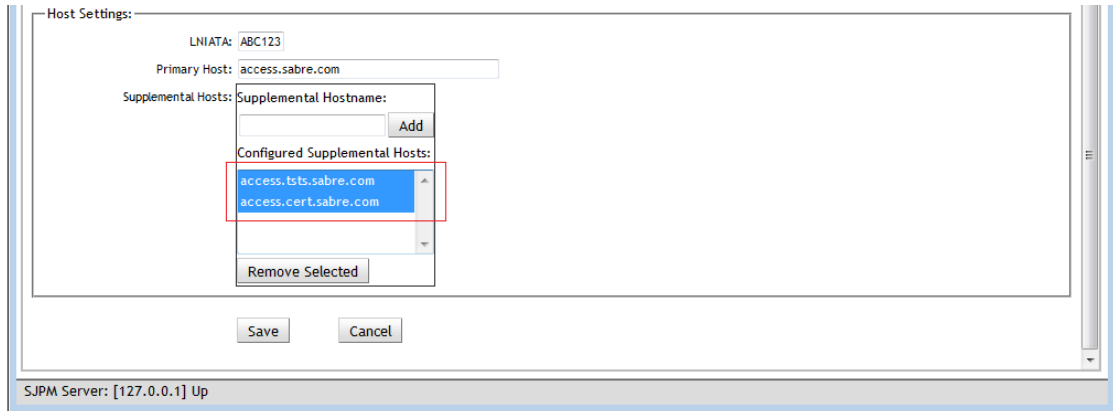 Host Settings:
LNIATA: ABC123
Primary Host: access.sabre.com
Supplemental Hosts: Supplemental Hostname:
Add
Configured Supplemental Hosts:
access.tsts.sabre.com
access.cert.sabre.com
Remove Selected
Save Cancel
SJPM Server: [127.0.0.1] Up